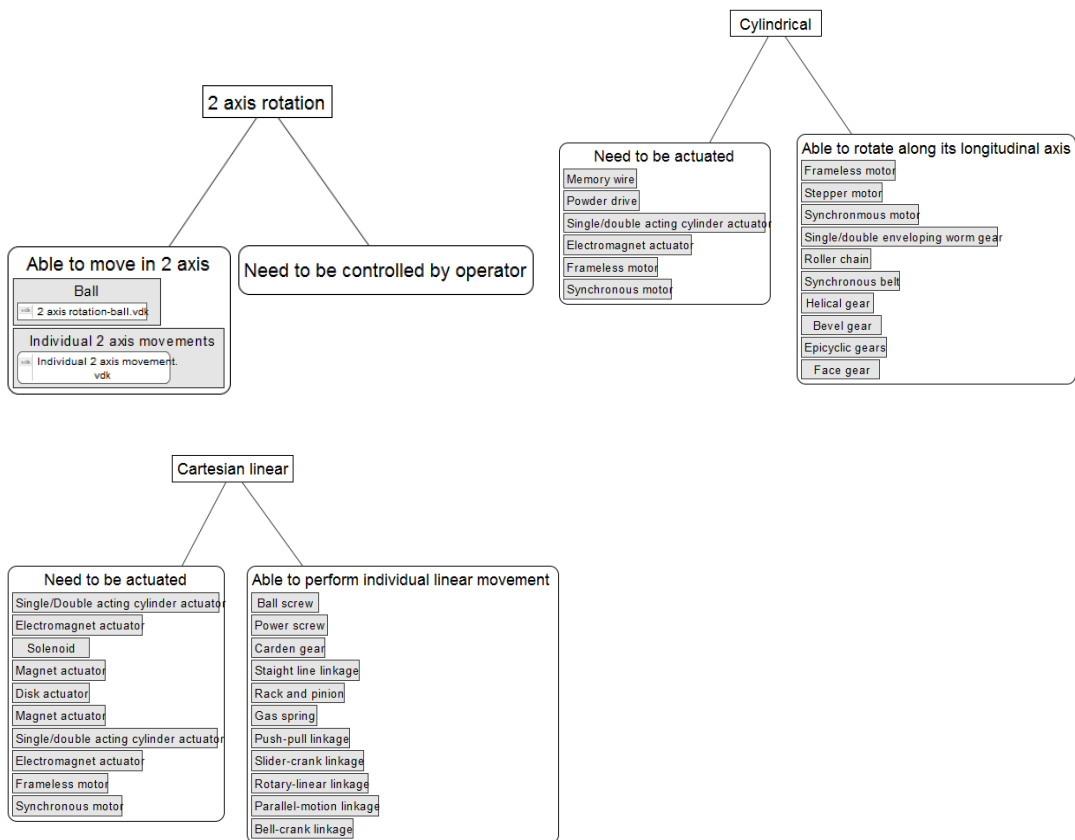 Cylindrical
2 axis rotation
Need to be actuated
Memory wire
Powder drive
Single/double acting cylinder actuator
Electromagnet actuator
Frameless motor
Synchronous motor
Able to rotate along its longitudinal axis
Frameless motor
Stepper motor
Synchronmous motor
Single/double enveloping worm gear
Roller chain
Synchronous belt
Helical gear
Bevel gear
Epicyclic gears
Face gear
Able to move in 2 axis
Ball
2 axis rotation-ball.vdk
Individual 2 axis movements
Individual 2 axis movement.
vdk
Need to be controlled by operator
Cartesian linear
Need to be actuated
Single/Double acting cylinder actuator
Electromagnet actuator
Solenoid
Magnet actuator
Disk actuator
Magnet actuator
Single/double acting cylinder actuator
Electromagnet actuator
Frameless motor
Synchronous motor
Able to perform individual linear movement
Ball screw
Power screw
Carden gear
Staight line linkage
Rack and pinion
Gas spring
Push-pull linkage
Slider-crank linkage
Rotary-linear linkage
Parallel-motion linkage
Bell-crank linkage